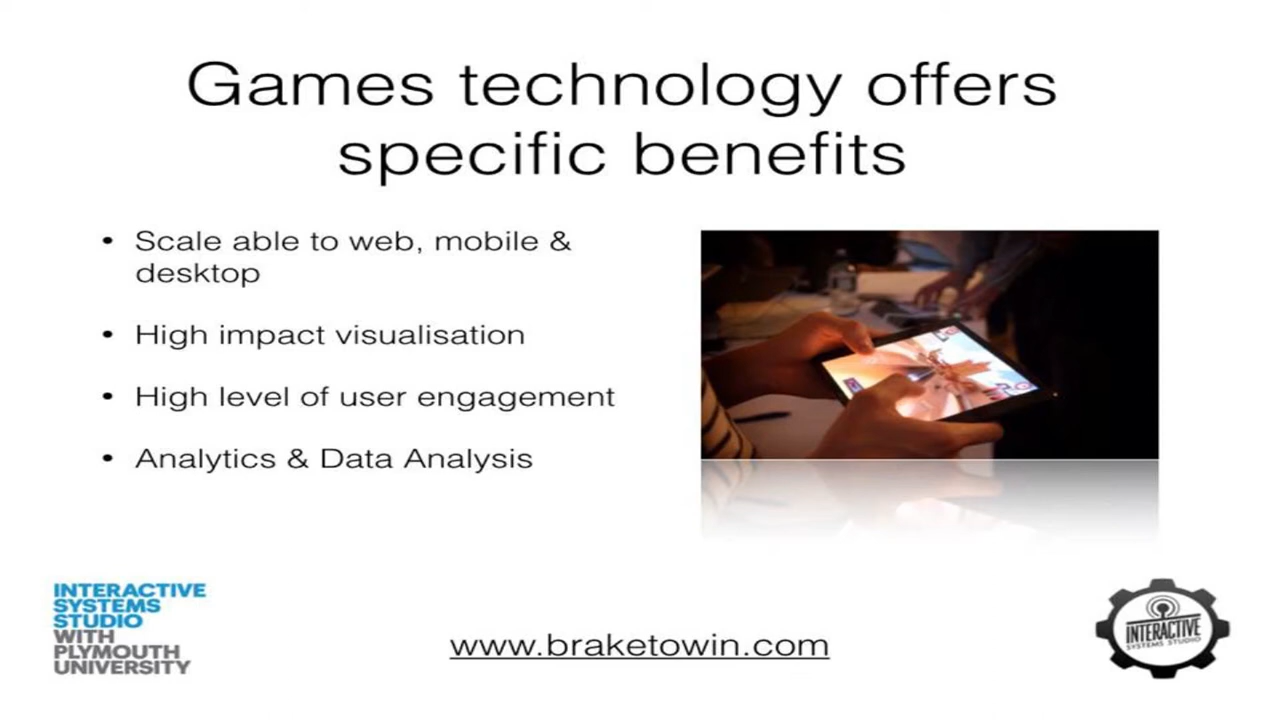 Games technology offers
specific benefits
• Scale able to web, mobile &
desktop
• High impact visualisation
• High level of user engagement
• Analytics & Data Analysis
INTERACTIVE
SYSTEMS
STUDIO
WITH
PLYMOUTH
UNIVERSITY
www.braketowin.com
INTERACTIVE
SYSTEMS STUDIO